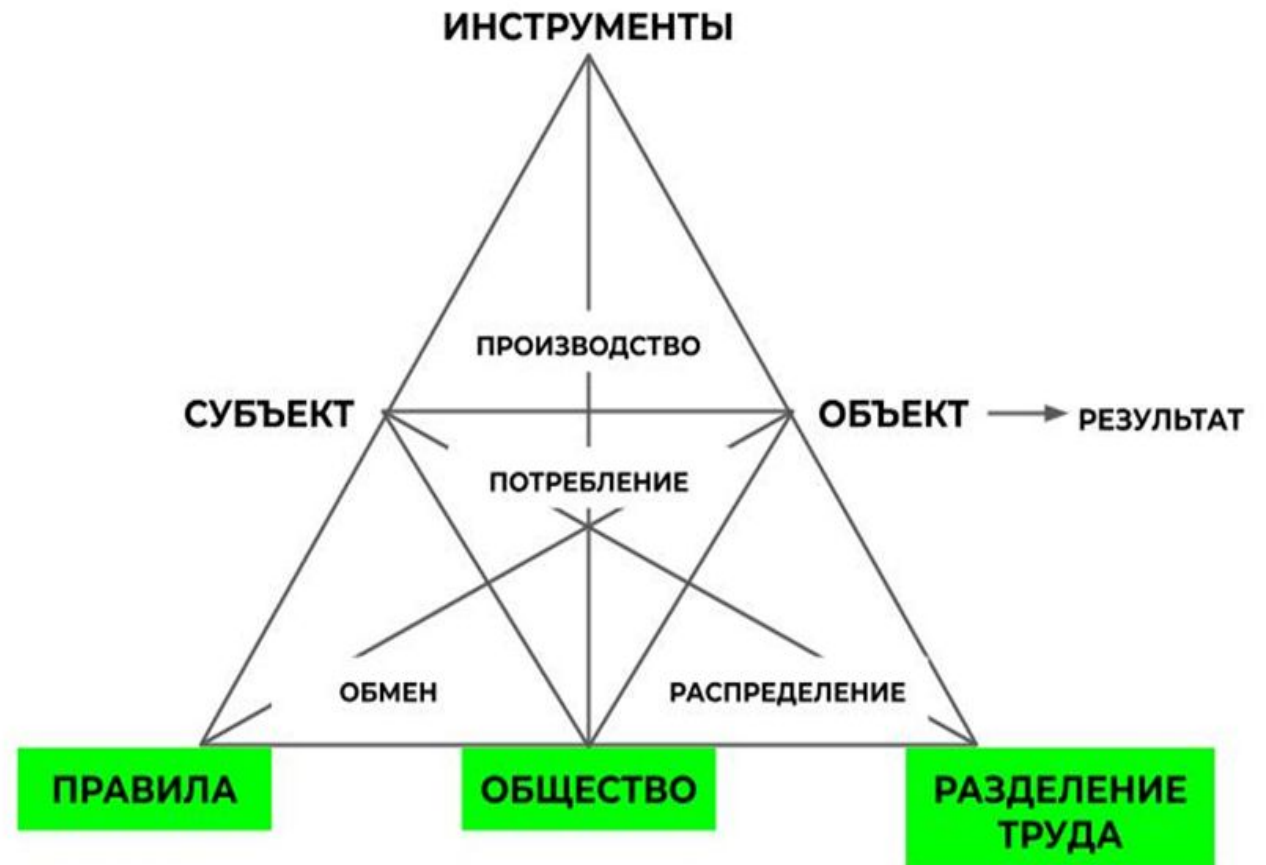 ИНСТРУМЕНТЫ
ПРОИЗВОДСТВО
СУБЪЕКТ
ОБЪЕКТ
РЕЗУЛЬТАТ
ПОТРЕБЛЕНИЕ
ОБМЕН
РАСПРЕДЕЛЕНИЕ
ПРАВИЛА
ОБЩЕСТВО
РАЗДЕЛЕНИЕ
ТРУДА